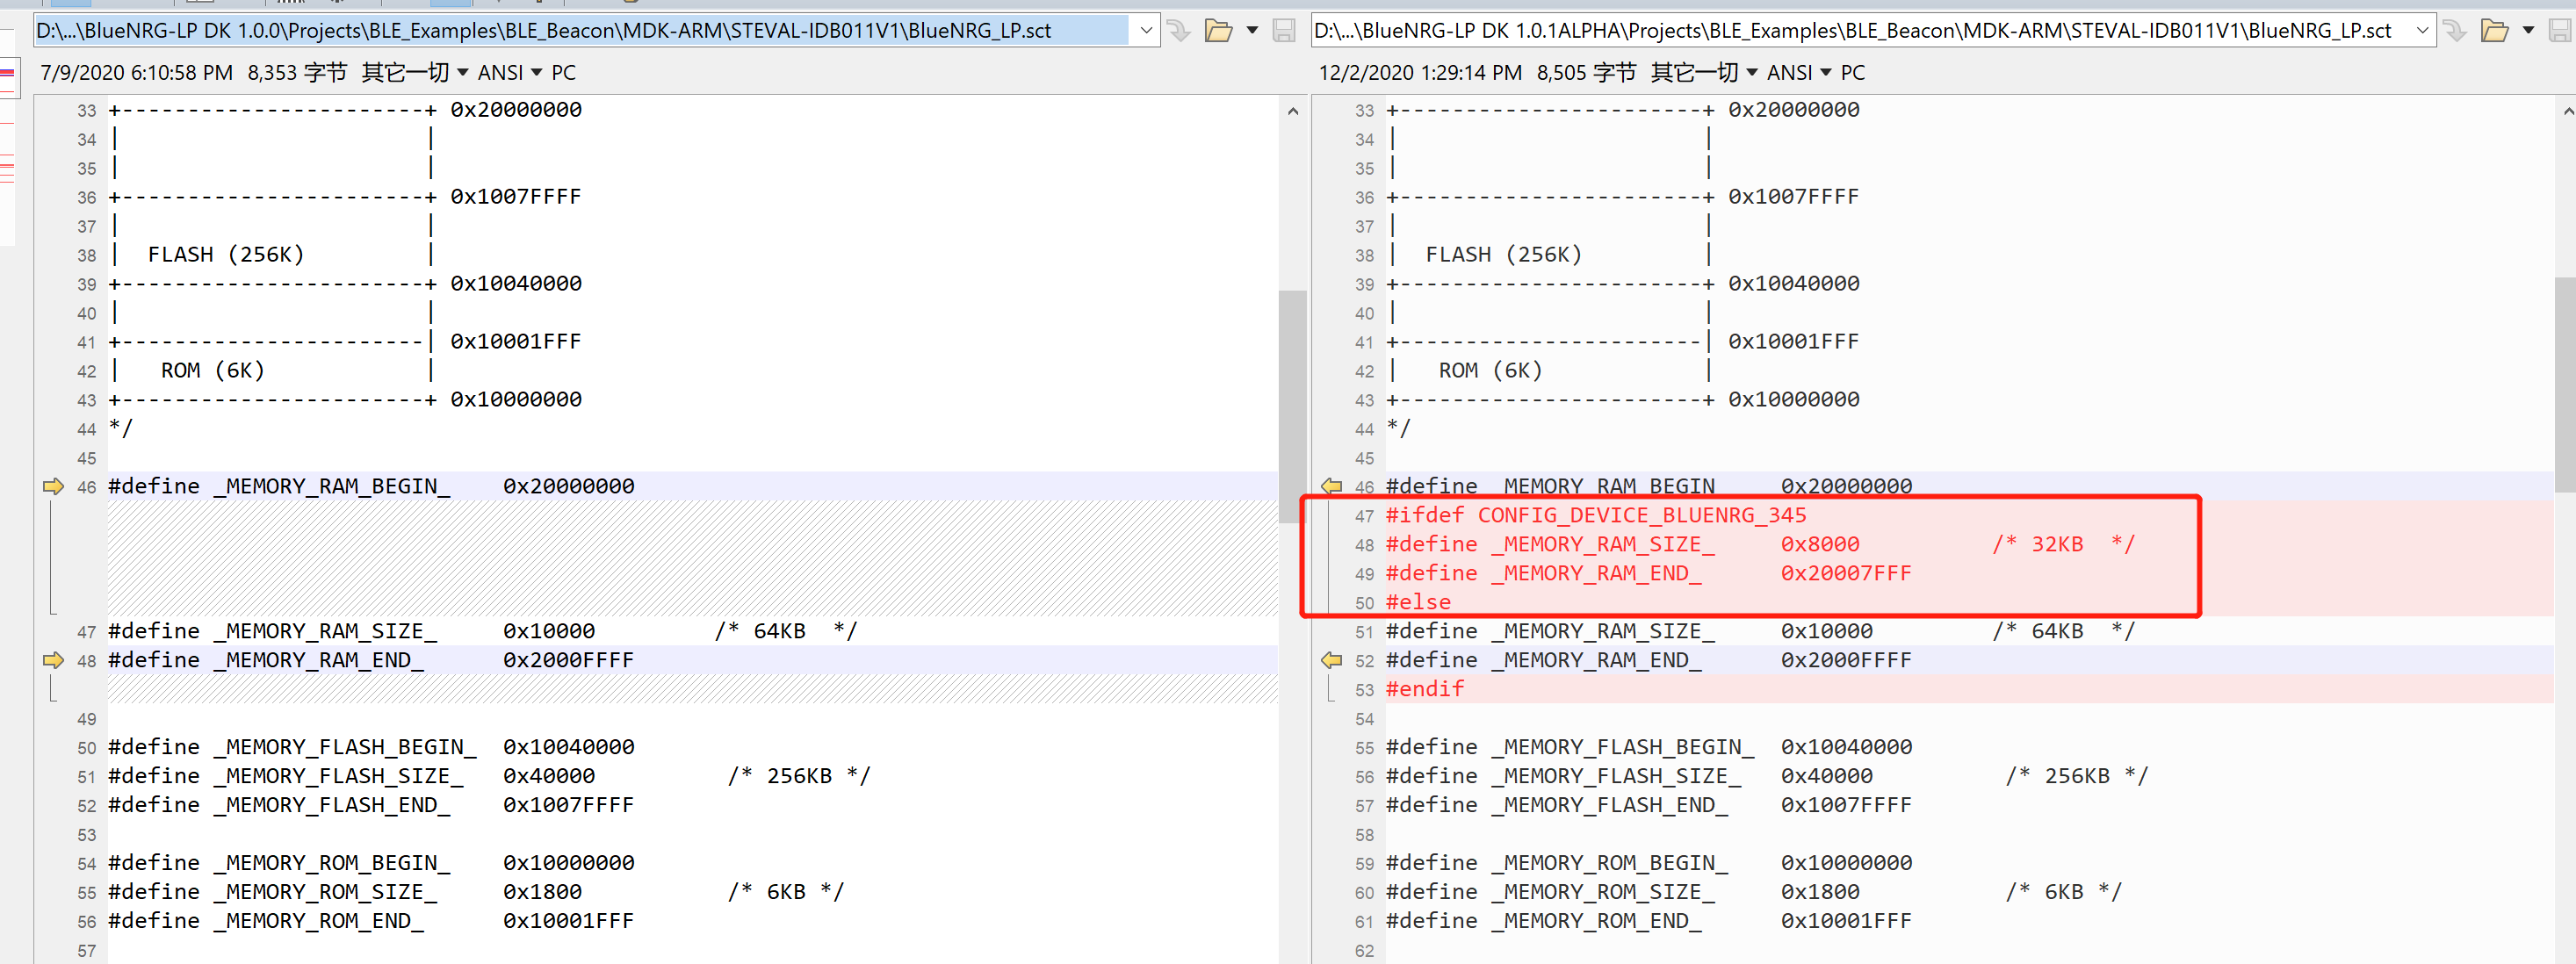 D:\...\BlueNRG-LP DK 1.0.0\Projects\BLE_Examples\BLE_Beacon\MDK-ARM\STEVAL-IDB011V1\BlueNRG_LP.sct
7/9/2020 6:10:58 PM 8,353 字节 其它一切 ANSI PC
33 +-----------------------+ 0x20000000
34 | |
35 | |
36 +-----------------------+ 0x1007FFFF
37 | |
38 | FLASH (256K) |
39 +-----------------------+ 0x10040000
40 | |
41 +-----------------------| 0x10001FFF
42 | ROM (6K) |
43 +-----------------------+ 0x10000000
44 */
45
46 #define _MEMORY_RAM_BEGIN_ 0x20000000
47 #define _MEMORY_RAM_SIZE_ 0x10000 /* 64KB */
48 #define _MEMORY_RAM_END_ 0x2000FFFF
49
50 #define _MEMORY_FLASH_BEGIN_ 0x10040000
51 #define _MEMORY_FLASH_SIZE_ 0x40000 /* 256KB */
52 #define _MEMORY_FLASH_END_ 0x1007FFFF
53
54 #define _MEMORY_ROM_BEGIN_ 0x10000000
55 #define _MEMORY_ROM_SIZE_ 0x1800 /* 6KB */
56 #define _MEMORY_ROM_END_ 0x10001FFF
57
D:\...\BlueNRG-LP DK 1.0.1ALPHA\Projects\BLE_Examples\BLE_Beacon\MDK-ARM\STEVAL-IDB011V1\BlueNRG_LP.sct
12/2/2020 1:29:14 PM 8,505 字节 其它一切 ANSI PC
33 +-----------------------+ 0x20000000
34 | |
35 | |
36 +-----------------------+ 0x1007FFFF
37 | |
38 | FLASH (256K) |
39 +-----------------------+ 0x10040000
40 | |
41 +-----------------------| 0x10001FFF
42 | ROM (6K) |
43 +-----------------------+ 0x10000000
44 */
45
46 #define _MEMORY_RAM_BEGIN_ 0x20000000
47 #ifdef CONFIG_DEVICE_BLUENRG_345
48 #define _MEMORY_RAM_SIZE_ 0x8000 /* 32KB */
49 #define _MEMORY_RAM_END_ 0x20007FFF
50 #else
51 #define _MEMORY_RAM_SIZE_ 0x10000 /* 64KB */
52 #define _MEMORY_RAM_END_ 0x2000FFFF
53 #endif
54
55 #define _MEMORY_FLASH_BEGIN_ 0x10040000
56 #define _MEMORY_FLASH_SIZE_ 0x40000 /* 256KB */
57 #define _MEMORY_FLASH_END_ 0x1007FFFF
58
59 #define _MEMORY_ROM_BEGIN_ 0x10000000
60 #define _MEMORY_ROM_SIZE_ 0x1800 /* 6KB */
61 #define _MEMORY_ROM_END_ 0x10001FFF
62